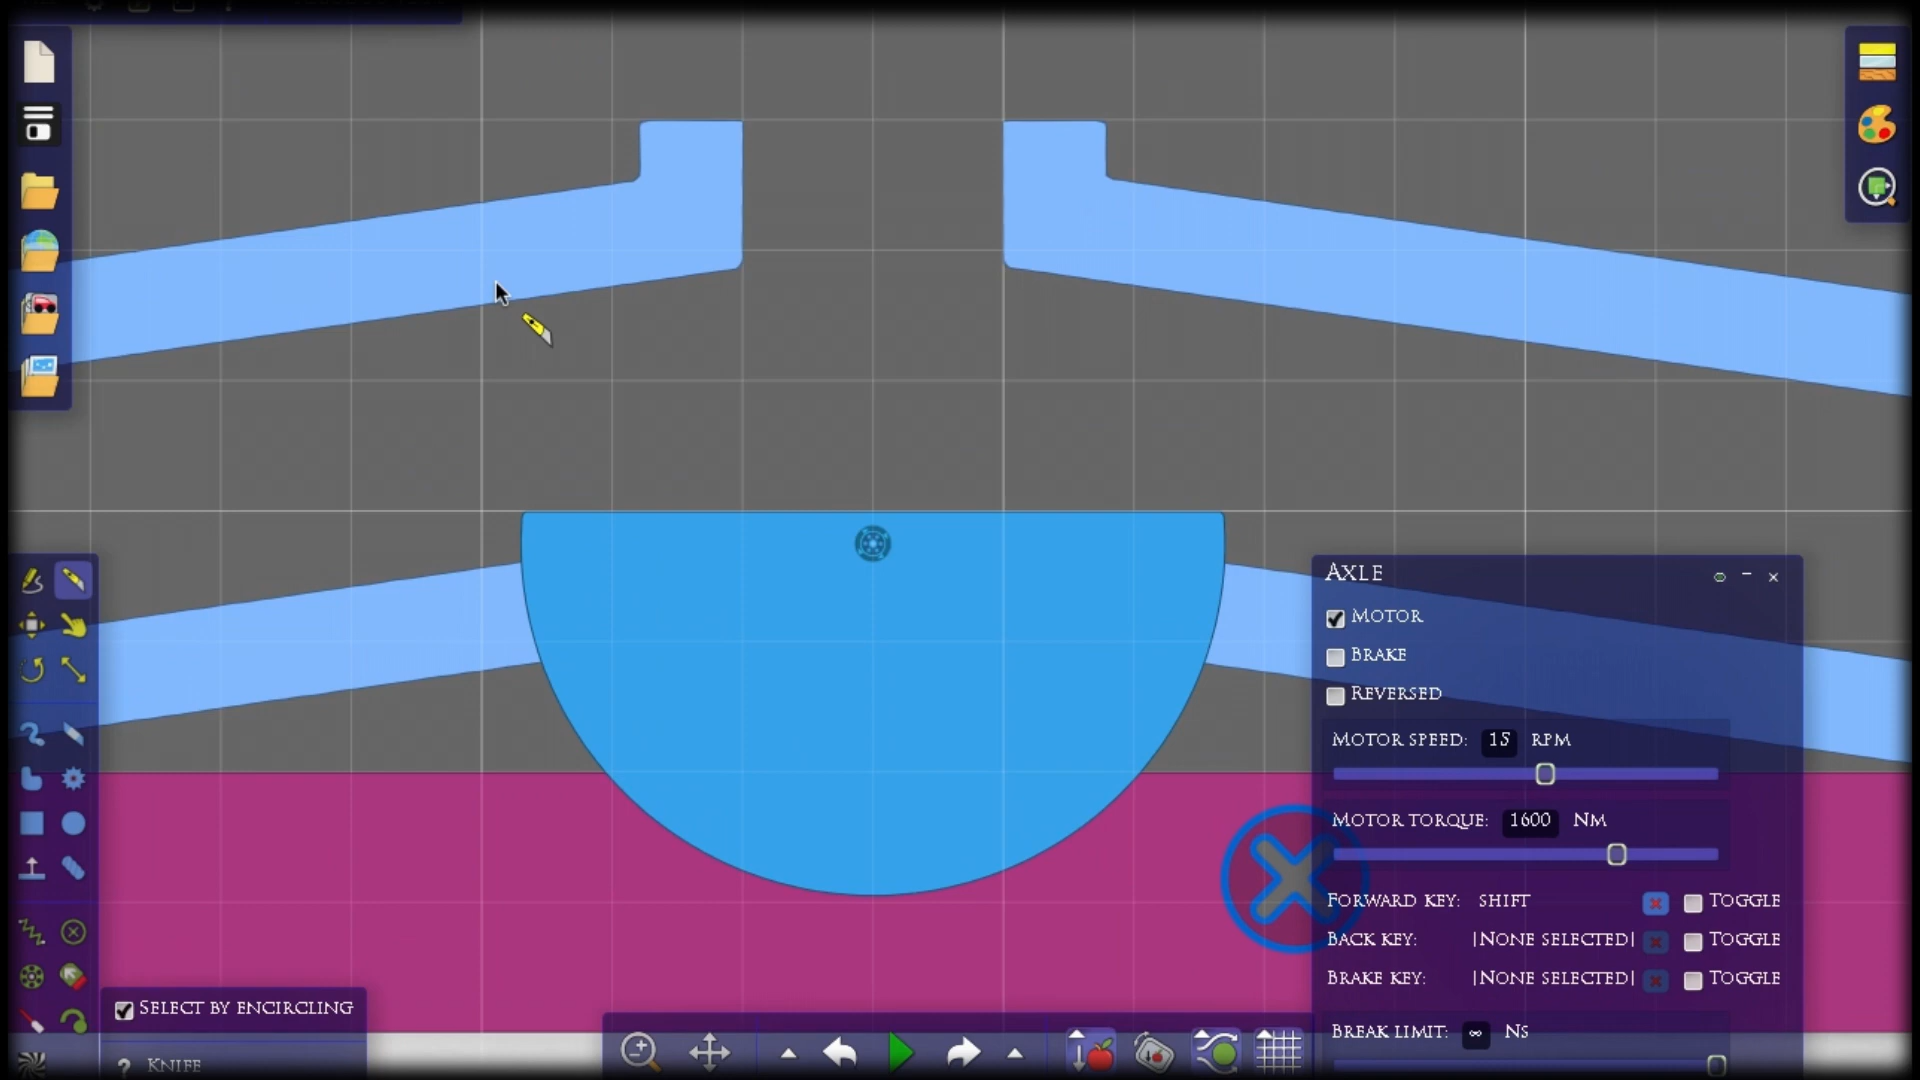 Axle
Motor
Brake
Reversed
Motor speed: 15 rpm
Motor torque: 1600 Nm
Forward key: shift Toggle
Back key: |None selected| Toggle
Brake key: |None selected| Toggle
Break limit: ∞ Ns
Select by encircling
? Knife